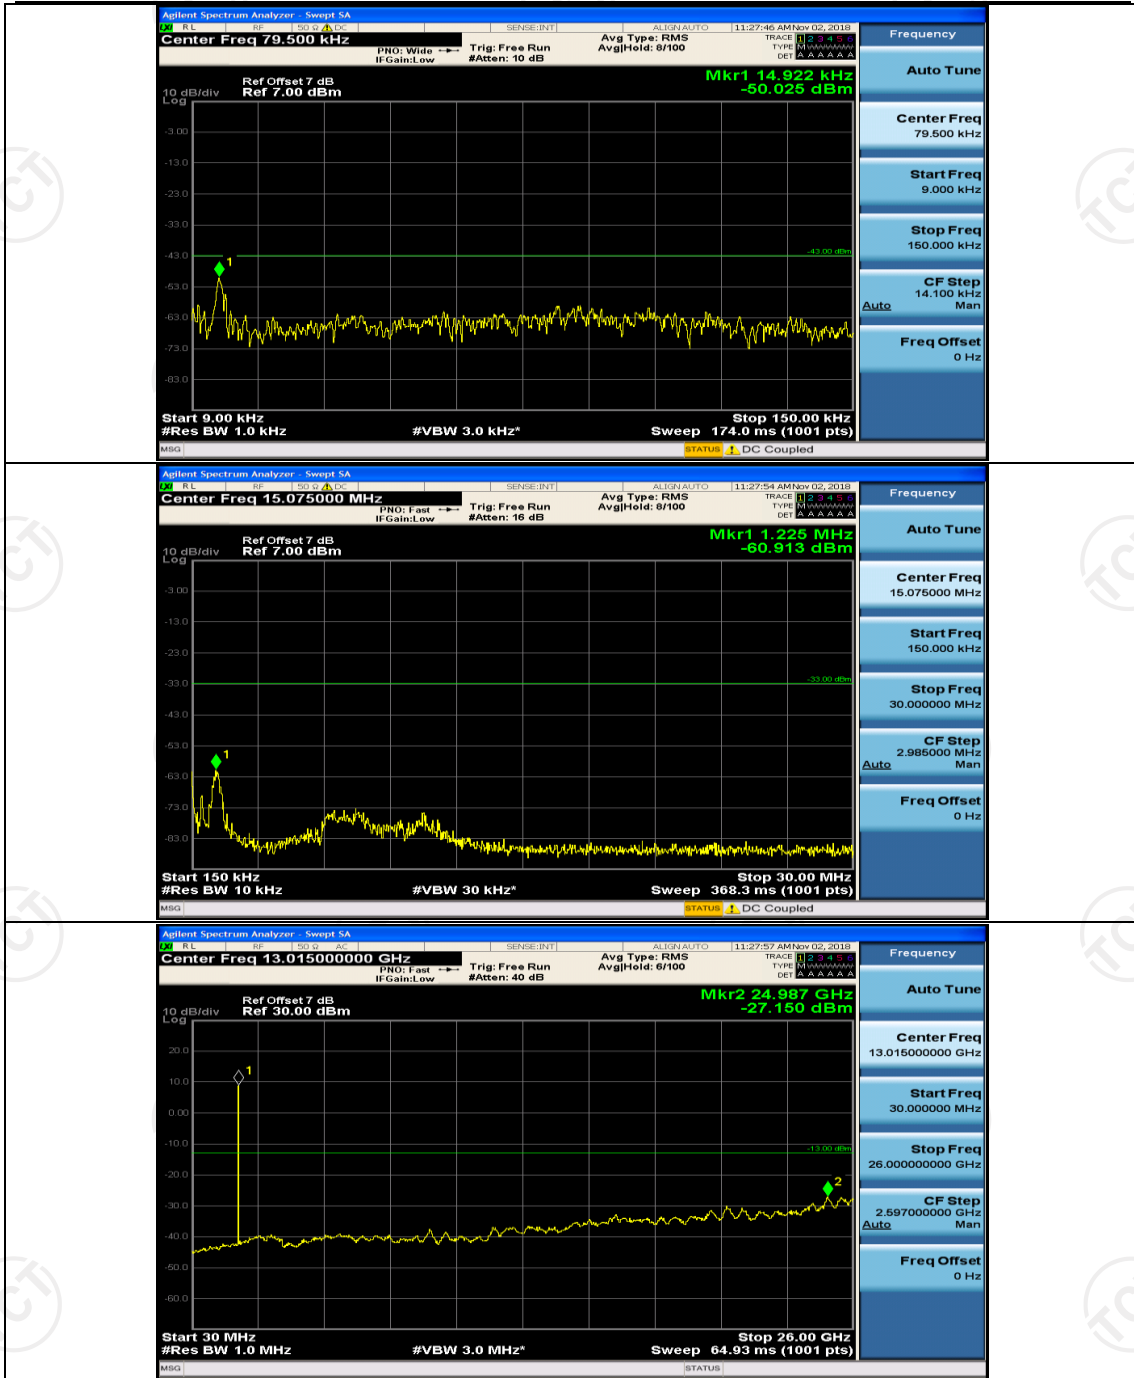 Agilent Spectrum Analyzer - Swept SA
LXI RL RF 50 Ω DC SENSE:INT ALIGN AUTO 11:27:46 AM Nov 02, 2018
Center Freq 79.500 kHz
PNO: Wide
IFGain:Low
Trig: Free Run
#Atten: 10 dB
Avg Type: RMS
Avg|Hold: 8/100
TRACE 1 2 3 4 5 6
TYPE M W W W W W
DET A A A A A A
Frequency
Auto Tune
Mkr1 14.922 kHz
-50.025 dBm
Ref Offset 7 dB
10 dB/div Ref 7.00 dBm
Log
-3.00
-13.0
-23.0
-33.0
-43.0
-53.0
-63.0
-73.0
-83.0
1
-43.00 dBm
Center Freq
79.500 kHz
Start Freq
9.000 kHz
Stop Freq
150.000 kHz
CF Step
14.100 kHz
Auto Man
Freq Offset
0 Hz
Start 9.00 kHz Stop 150.00 kHz
#Res BW 1.0 kHz #VBW 3.0 kHz* Sweep 174.0 ms (1001 pts)
MSG STATUS DC Coupled
Agilent Spectrum Analyzer - Swept SA
LXI RL RF 50 Ω DC SENSE:INT ALIGN AUTO 11:27:54 AM Nov 02, 2018
Center Freq 15.075000 MHz
PNO: Fast
IFGain:Low
Trig: Free Run
#Atten: 16 dB
Avg Type: RMS
Avg|Hold: 8/100
TRACE 1 2 3 4 5 6
TYPE M W W W W W
DET A A A A A A
Frequency
Auto Tune
Mkr1 1.225 MHz
-60.913 dBm
Ref Offset 7 dB
10 dB/div Ref 7.00 dBm
Log
-3.00
-13.0
-23.0
-33.0
-43.0
-53.0
-63.0
-73.0
-83.0
1
-33.00 dBm
Center Freq
15.075000 MHz
Start Freq
150.000 kHz
Stop Freq
30.000000 MHz
CF Step
2.985000 MHz
Auto Man
Freq Offset
0 Hz
Start 150 kHz Stop 30.00 MHz
#Res BW 10 kHz #VBW 30 kHz* Sweep 368.3 ms (1001 pts)
MSG STATUS DC Coupled
Agilent Spectrum Analyzer - Swept SA
LXI RL RF 50 Ω AC SENSE:INT ALIGN AUTO 11:27:57 AM Nov 02, 2018
Center Freq 13.015000000 GHz
PNO: Fast
IFGain:Low
Trig: Free Run
#Atten: 40 dB
Avg Type: RMS
Avg|Hold: 6/100
TRACE 1 2 3 4 5 6
TYPE M W W W W W
DET A A A A A A
Frequency
Auto Tune
Mkr2 24.987 GHz
-27.150 dBm
Ref Offset 7 dB
10 dB/div Ref 30.00 dBm
Log
20.0
10.0
0.00
-10.0
-20.0
-30.0
-40.0
-50.0
-60.0
1
2
-13.00 dBm
Center Freq
13.015000000 GHz
Start Freq
30.000000 MHz
Stop Freq
26.000000000 GHz
CF Step
2.597000000 GHz
Auto Man
Freq Offset
0 Hz
Start 30 MHz Stop 26.00 GHz
#Res BW 1.0 MHz #VBW 3.0 MHz* Sweep 64.93 ms (1001 pts)
MSG STATUS
TCT